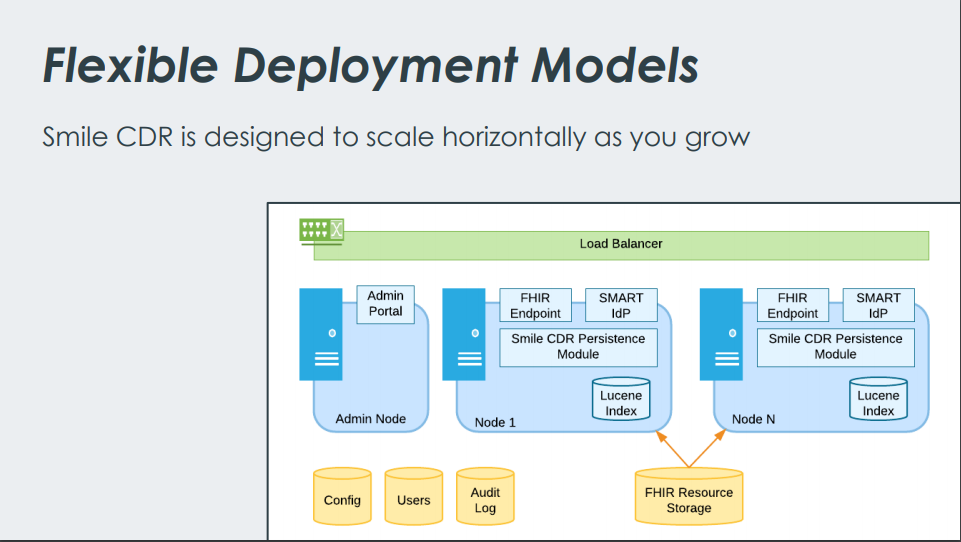 Flexible Deployment Models
Smile CDR is designed to scale horizontally as you grow
Load Balancer
Admin
Portal
Admin Node
FHIR
Endpoint
SMART
IdP
Smile CDR Persistence
Module
Lucene
Index
Node 1
FHIR
Endpoint
SMART
IdP
Smile CDR Persistence
Module
Lucene
Index
Node N
Config
Users
Audit
Log
FHIR Resource
Storage